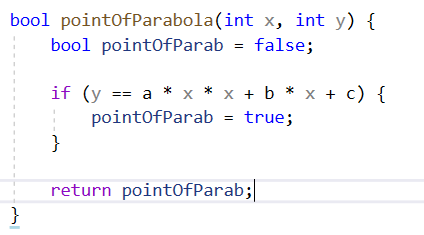 bool pointOfParabola(int x, int y) {
bool pointOfParab = false;
if (y == a * x * x + b * x + c) {
pointOfParab = true;
}
return pointOfParab;
}